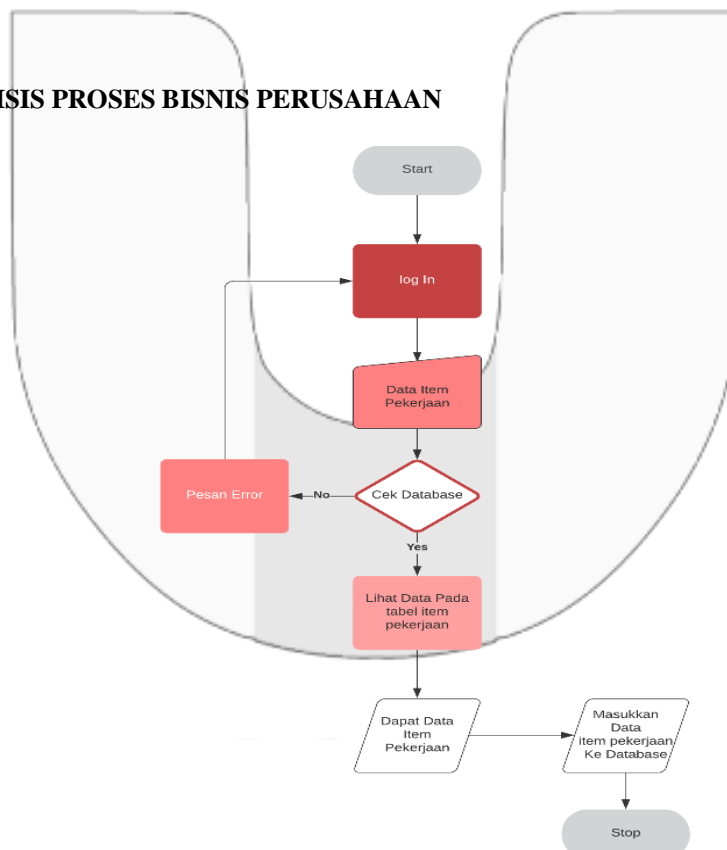 ISIS PROSES BISNIS PERUSAHAAN
Start
log In
Data Item
Pekerjaan
Pesan Error
No
Cek Database
Yes
Lihat Data Pada
tabel item
pekerjaan
Dapat Data
Item
Pekerjaan
Masukkan
Data
item pekerjaan
Ke Database
Stop